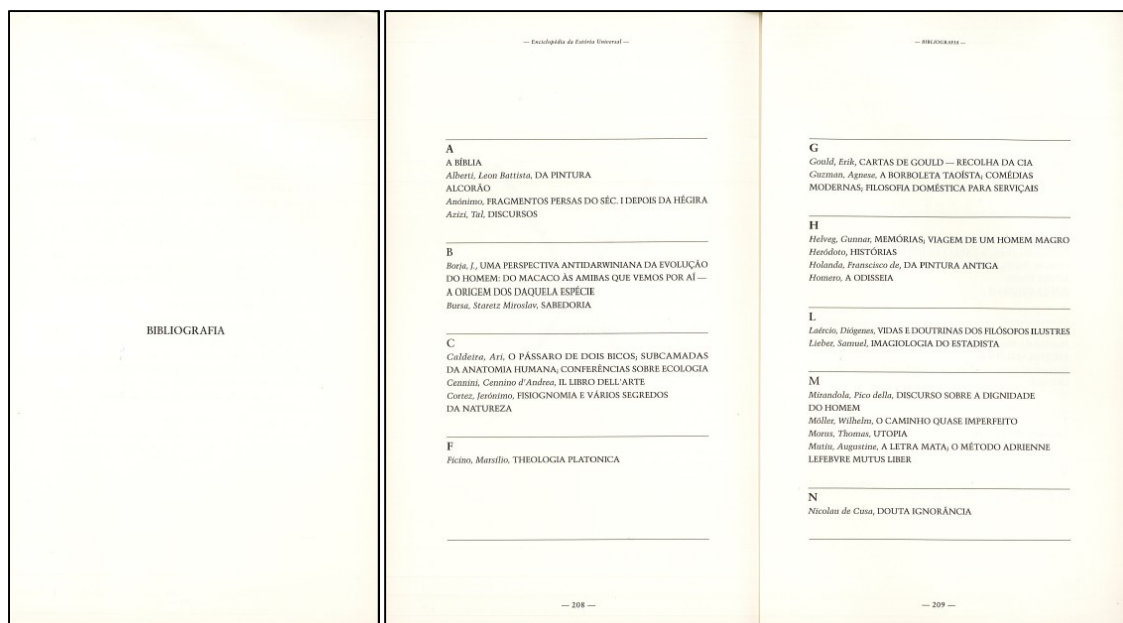 BIBLIOGRAFIA
— Enciclopédia da Estória Universal —
A
A BÍBLIA
Alberti, Leon Battista, DA PINTURA
ALCORÃO
Anónimo, FRAGMENTOS PERSAS DO SÉC. I DEPOIS DA HÉGIRA
Azizi, Tal, DISCURSOS
B
Borja, J., UMA PERSPECTIVA ANTIDARWINIANA DA EVOLUÇÃO
DO HOMEM: DO MACACO ÀS AMIBAS QUE VEMOS POR AÍ —
A ORIGEM DOS DAQUELA ESPÉCIE
Bursa, Staretz Miroslav, SABEDORIA
C
Caldeira, Ari, O PÁSSARO DE DOIS BICOS; SUBCAMADAS
DA ANATOMIA HUMANA; CONFERÊNCIAS SOBRE ECOLOGIA
Cennini, Cennino d'Andrea, IL LIBRO DELL'ARTE
Cortez, Jerónimo, FISIOGNOMIA E VÁRIOS SEGREDOS
DA NATUREZA
F
Ficino, Marsílio, THEOLOGIA PLATONICA
— 208 —
— BIBLIOGRAFIA —
G
Gould, Erik, CARTAS DE GOULD — RECOLHA DA CIA
Guzman, Agnese, A BORBOLETA TAOÍSTA; COMÉDIAS
MODERNAS; FILOSOFIA DOMÉSTICA PARA SERVIÇAIS
H
Helveg, Gunnar, MEMÓRIAS; VIAGEM DE UM HOMEM MAGRO
Heródoto, HISTÓRIAS
Holanda, Franscisco de, DA PINTURA ANTIGA
Homero, A ODISSEIA
L
Laércio, Diógenes, VIDAS E DOUTRINAS DOS FILÓSOFOS ILUSTRES
Lieber, Samuel, IMAGIOLOGIA DO ESTADISTA
M
Mirandola, Pico della, DISCURSO SOBRE A DIGNIDADE
DO HOMEM
Möller, Wilhelm, O CAMINHO QUASE IMPERFEITO
Morus, Thomas, UTOPIA
Mutiu, Augustine, A LETRA MATA; O MÉTODO ADRIENNE
LEFEBVRE MUTUS LIBER
N
Nicolau de Cusa, DOUTA IGNORÂNCIA
— 209 —